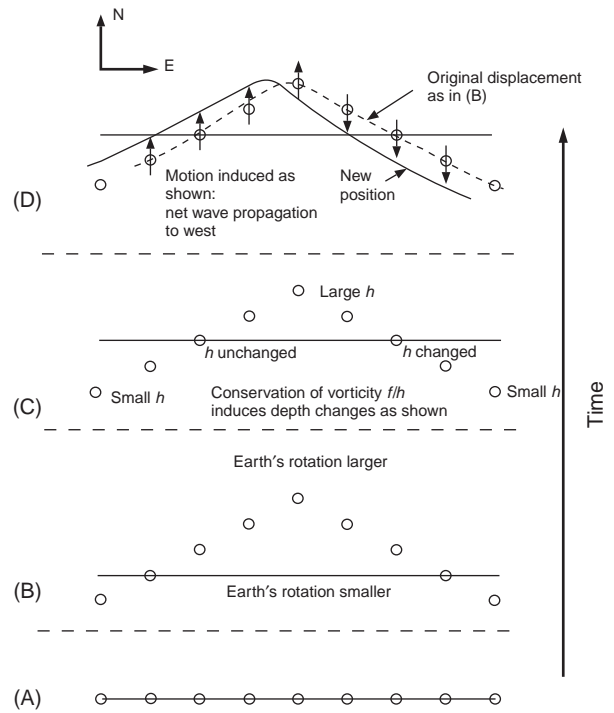 N
E
Original displacement
as in (B)
Motion induced as
shown:
net wave propagation
to west
New
position
(D)
Large h
h unchanged
h changed
Small h
Small h
Conservation of vorticity f/h
induces depth changes as shown
(C)
Time
Earth's rotation larger
Earth's rotation smaller
(B)
(A)